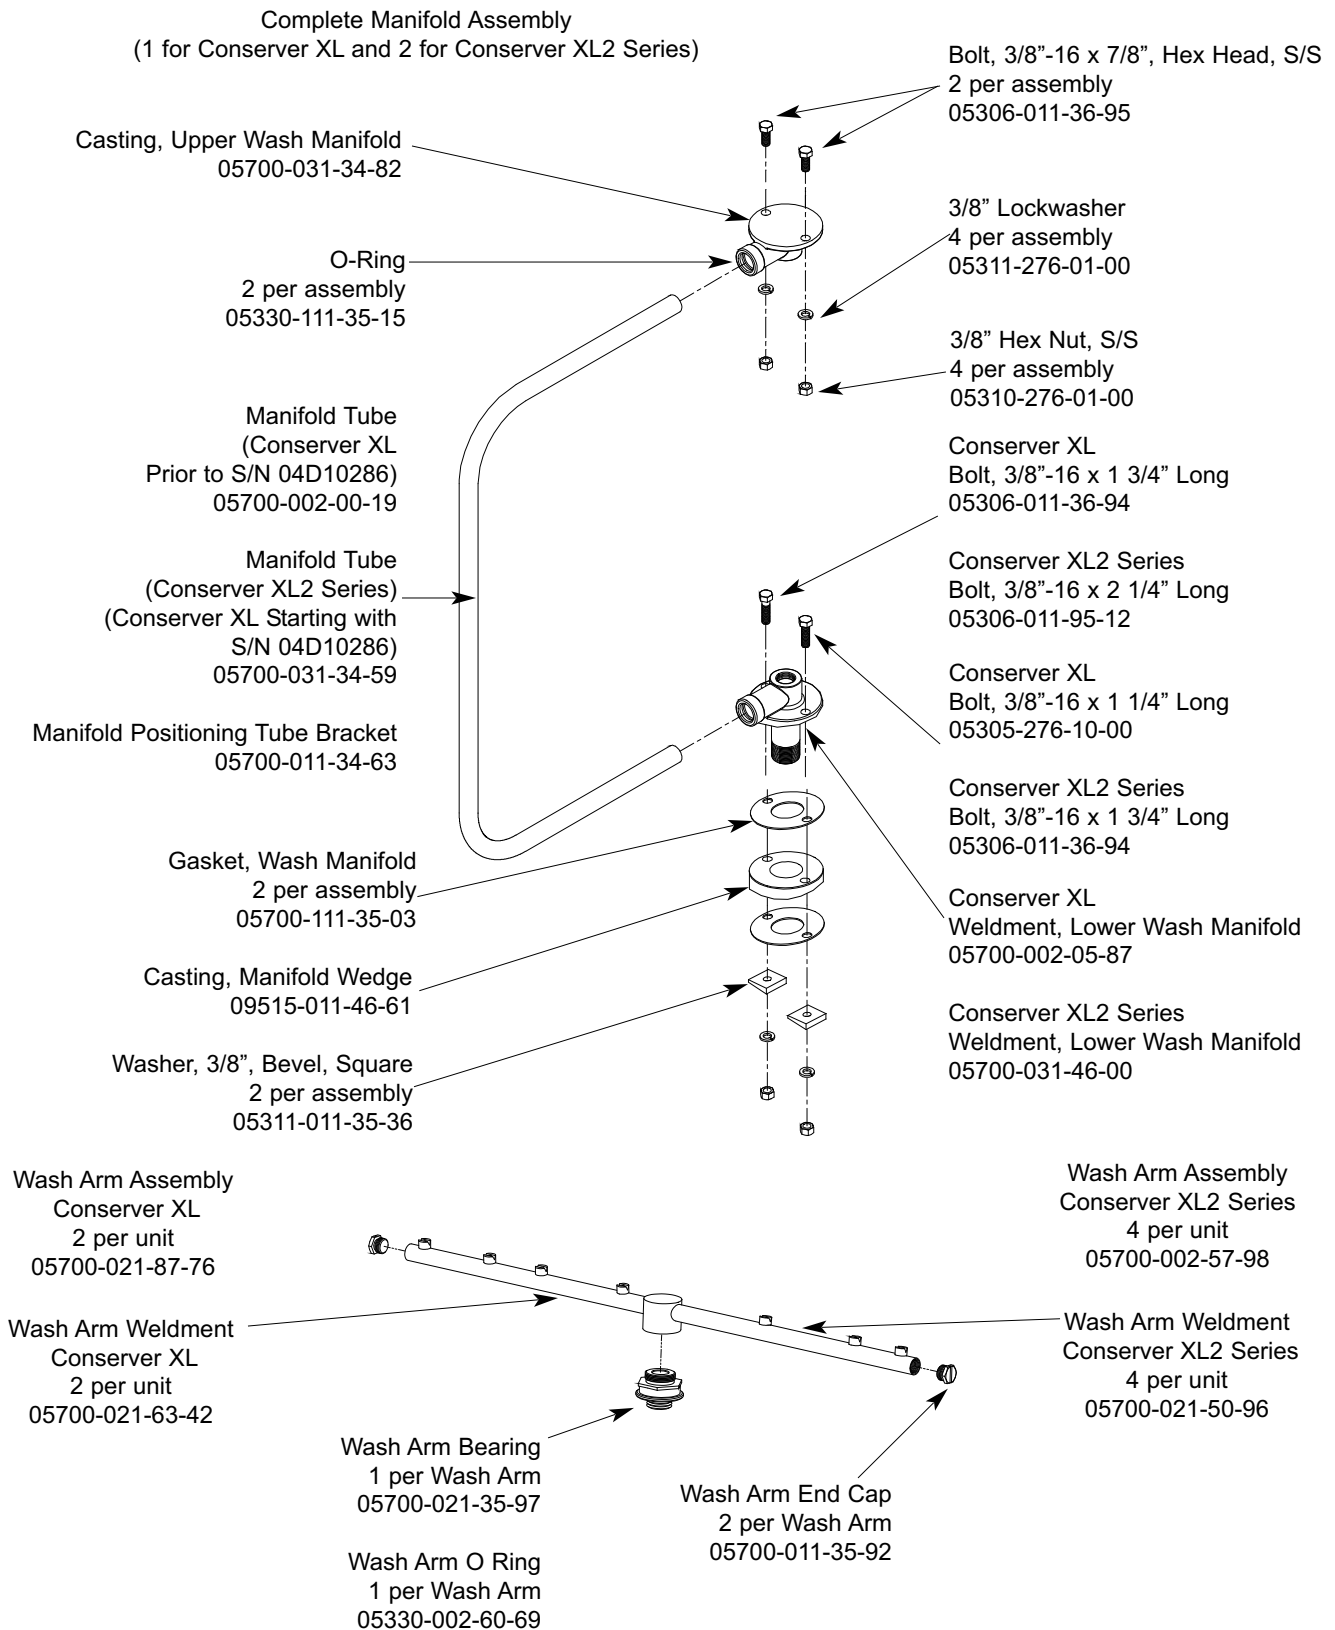 Complete Manifold Assembly
(1 for Conserver XL and 2 for Conserver XL2 Series)
Casting, Upper Wash Manifold
05700-031-34-82
O-Ring
2 per assembly
05330-111-35-15
Manifold Tube
(Conserver XL
Prior to S/N 04D10286)
05700-002-00-19
Manifold Tube
(Conserver XL2 Series)
(Conserver XL Starting with
S/N 04D10286)
05700-031-34-59
Manifold Positioning Tube Bracket
05700-011-34-63
Gasket, Wash Manifold
2 per assembly
05700-111-35-03
Casting, Manifold Wedge
09515-011-46-61
Washer, 3/8”, Bevel, Square
2 per assembly
05311-011-35-36
Bolt, 3/8”-16 x 7/8”, Hex Head, S/S
2 per assembly
05306-011-36-95
3/8” Lockwasher
4 per assembly
05311-276-01-00
3/8” Hex Nut, S/S
4 per assembly
05310-276-01-00
Conserver XL
Bolt, 3/8”-16 x 1 3/4” Long
05306-011-36-94
Conserver XL2 Series
Bolt, 3/8”-16 x 2 1/4” Long
05306-011-95-12
Conserver XL
Bolt, 3/8”-16 x 1 1/4” Long
05305-276-10-00
Conserver XL2 Series
Bolt, 3/8”-16 x 1 3/4” Long
05306-011-36-94
Conserver XL
Weldment, Lower Wash Manifold
05700-002-05-87
Conserver XL2 Series
Weldment, Lower Wash Manifold
05700-031-46-00
Wash Arm Assembly
Conserver XL
2 per unit
05700-021-87-76
Wash Arm Weldment
Conserver XL
2 per unit
05700-021-63-42
Wash Arm Bearing
1 per Wash Arm
05700-021-35-97
Wash Arm O Ring
1 per Wash Arm
05330-002-60-69
Wash Arm End Cap
2 per Wash Arm
05700-011-35-92
Wash Arm Assembly
Conserver XL2 Series
4 per unit
05700-002-57-98
Wash Arm Weldment
Conserver XL2 Series
4 per unit
05700-021-50-96